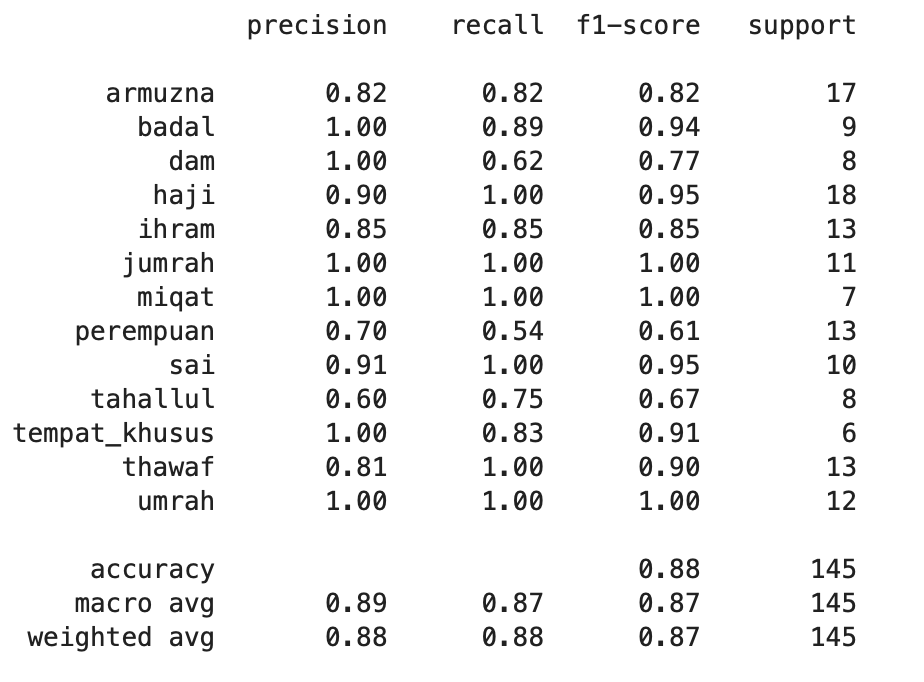 precision recall f1-score support
armuzna 0.82 0.82 0.82 17
badal 1.00 0.89 0.94 9
dam 1.00 0.62 0.77 8
haji 0.90 1.00 0.95 18
ihram 0.85 0.85 0.85 13
jumrah 1.00 1.00 1.00 11
miqat 1.00 1.00 1.00 7
perempuan 0.70 0.54 0.61 13
sai 0.91 1.00 0.95 10
tahallul 0.60 0.75 0.67 8
tempat_khusus 1.00 0.83 0.91 6
thawaf 0.81 1.00 0.90 13
umrah 1.00 1.00 1.00 12
accuracy 0.88 145
macro avg 0.89 0.87 0.87 145
weighted avg 0.88 0.88 0.87 145